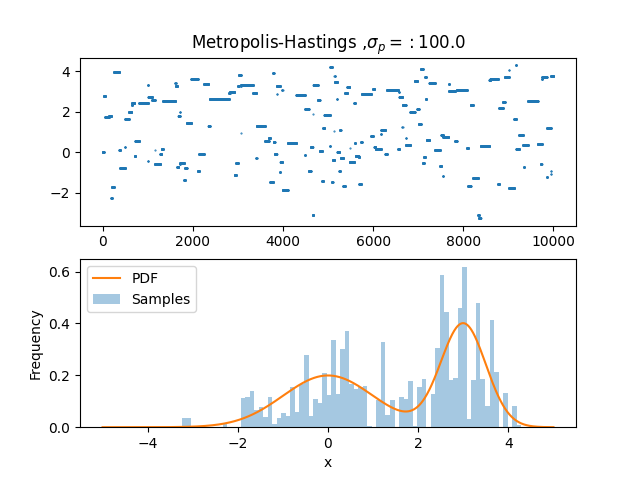 Metropolis-Hastings ,σₚ = : 100.0
4
2
0
−2
0 2000 4000 6000 8000 10000
0.6
0.4
0.2
0.0
Frequency
PDF
Samples
−4 −2 0 2 4
x